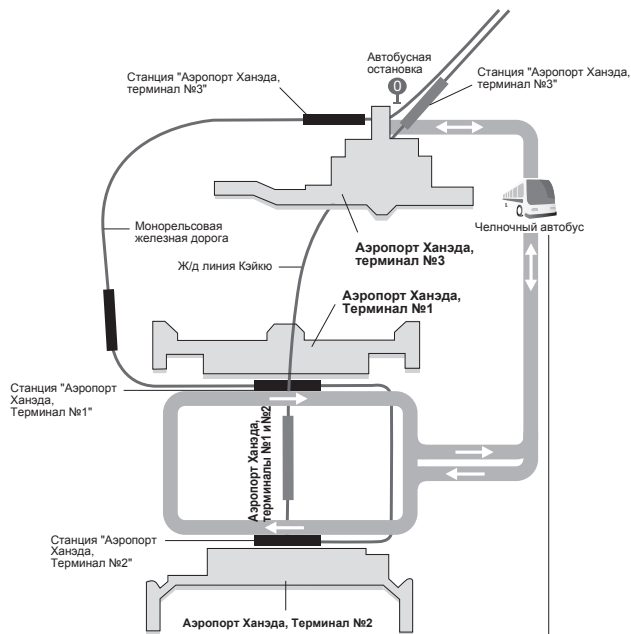 Автобусная
остановка
0
Станция "Аэропорт Ханэда,
терминал №3"
Станция "Аэропорт Ханэда,
терминал №3"
Челночный автобус
Монорельсовая
железная дорога
Аэропорт Ханэда,
терминал №3
Ж/д линия Кэйкю
Аэропорт Ханэда,
Терминал №1
Станция "Аэропорт
Ханэда,
Терминал №1"
Аэропорт Ханэда,
терминалы №1 и №2
Станция "Аэропорт
Ханэда,
Терминал №2"
Аэропорт Ханэда, Терминал №2